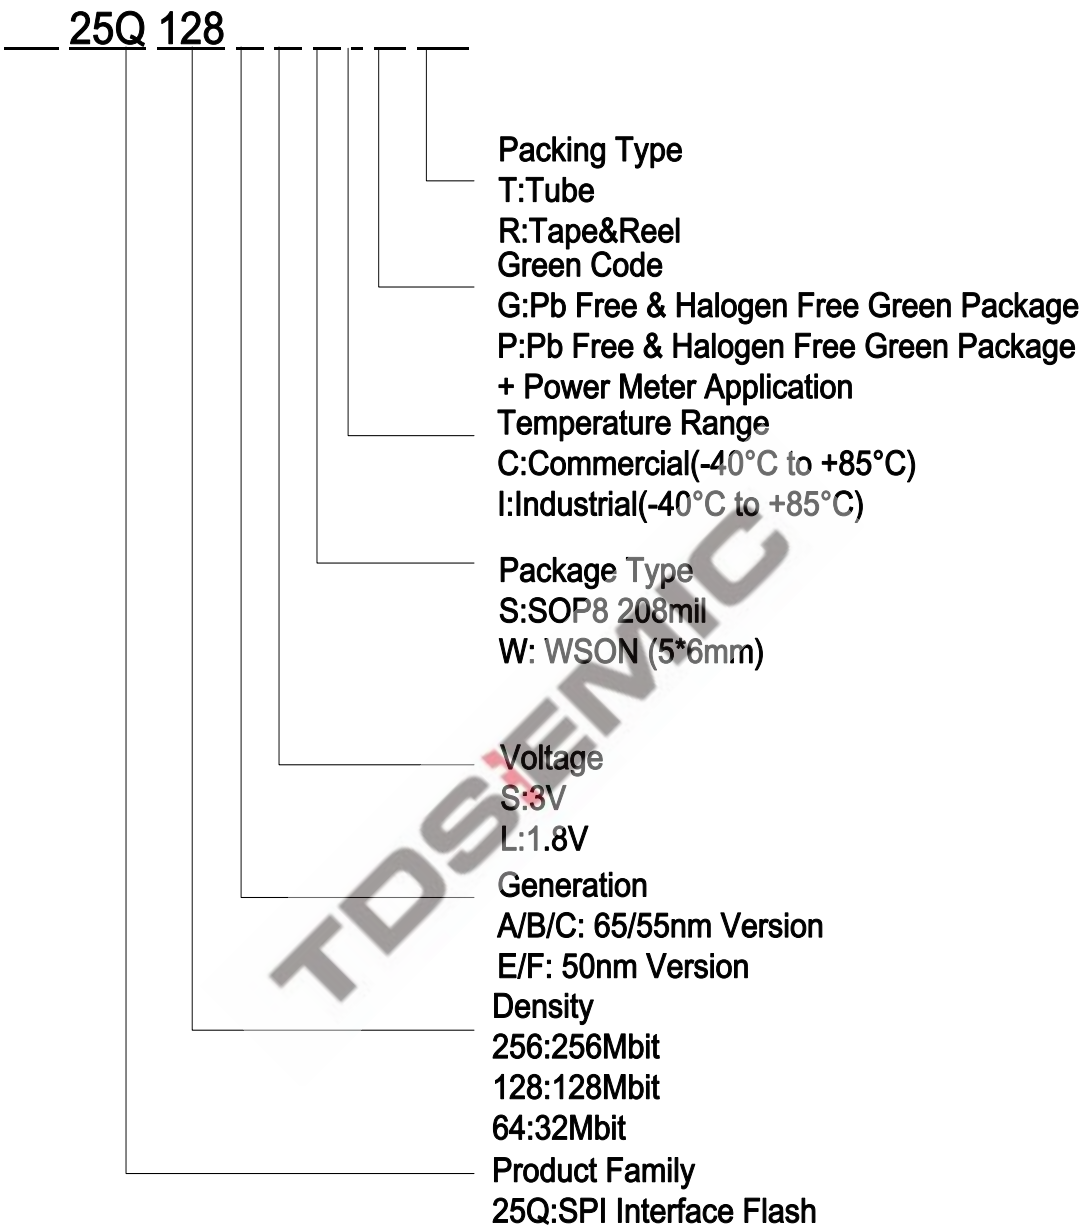 25Q 128
Packing Type
T:Tube
R:Tape&Reel
Green Code
G:Pb Free & Halogen Free Green Package
P:Pb Free & Halogen Free Green Package
+ Power Meter Application
Temperature Range
C:Commercial(-40°C to +85°C)
I:Industrial(-40°C to +85°C)
Package Type
S:SOP8 208mil
W: WSON (5*6mm)
Voltage
S:3V
L:1.8V
Generation
A/B/C: 65/55nm Version
E/F: 50nm Version
Density
256:256Mbit
128:128Mbit
64:32Mbit
Product Family
25Q:SPI Interface Flash
TDSEMIC